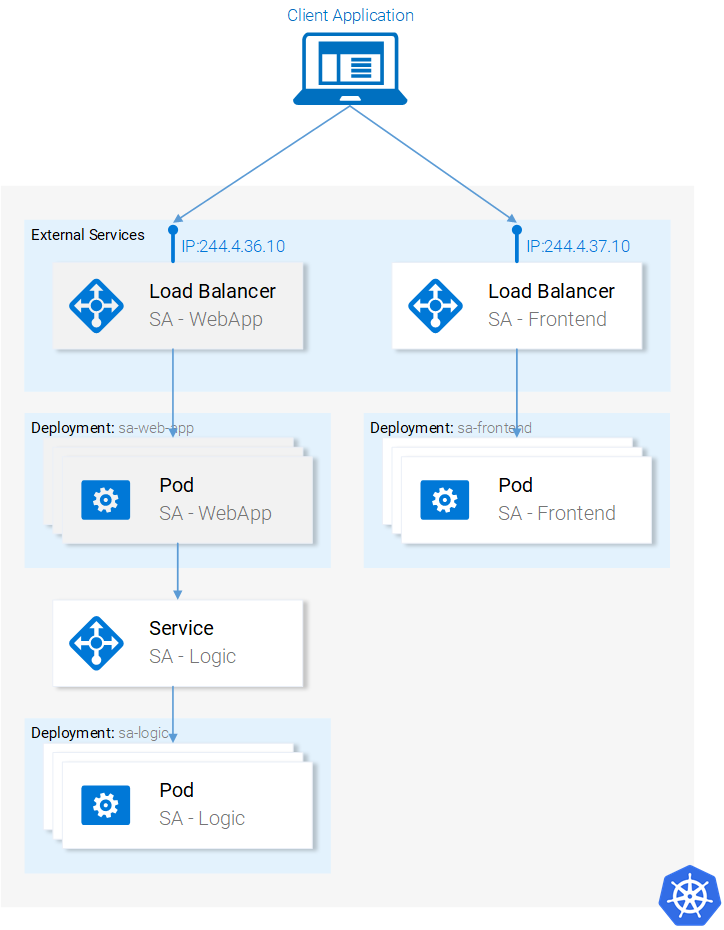 Client Application
External Services
IP:244.4.36.10
IP:244.4.37.10
Load Balancer
SA - WebApp
Load Balancer
SA - Frontend
Deployment: sa-web-app
Deployment: sa-frontend
Pod
SA - WebApp
Pod
SA - Frontend
Service
SA - Logic
Deployment: sa-logic
Pod
SA - Logic